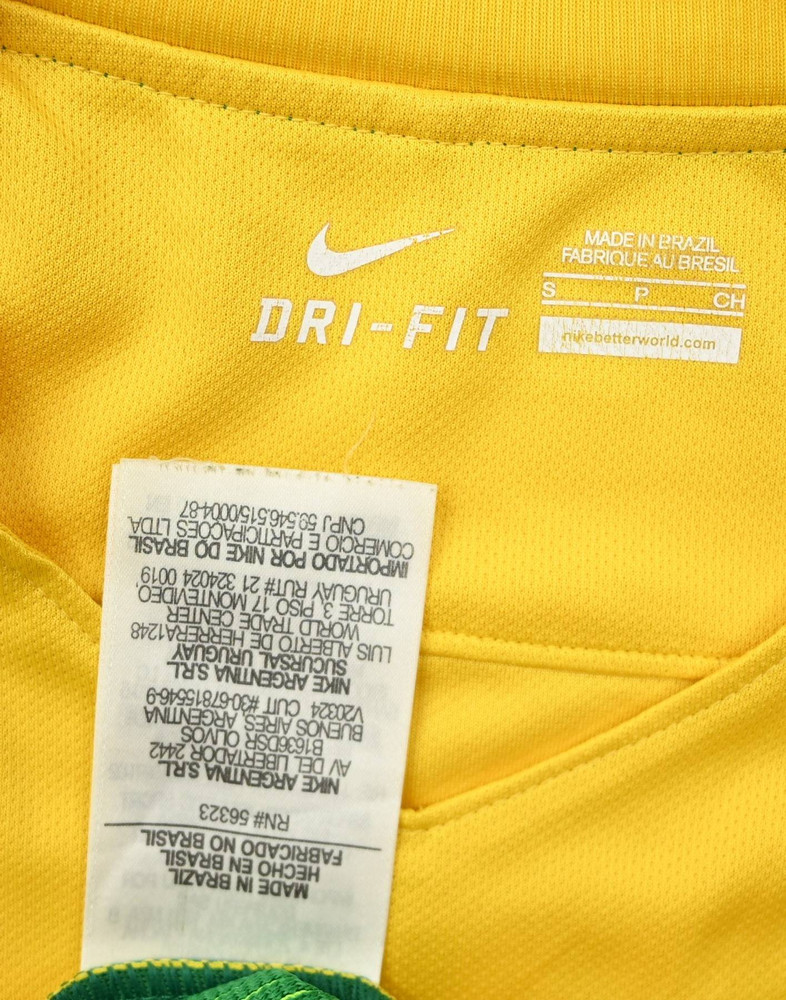 DRI-FIT
MADE IN BRAZIL
FABRIQUE AU BRESIL
S P CH
nikebetterworld.com
MADE IN BRAZIL
HECHO EN BRASIL
FABRICADO NO BRASIL
RN# 56323
NIKE ARGENTINA S.R.L
AV DEL LIBERTADOR 2442
B1636DSR OLIVOS
BUENOS AIRES, ARGENTINA
V20324 CUIT #30-67815546-9
NIKE ARGENTINA S.RL
SUCURSAL URUGUAY
LUIS ALBERTO DE HERRERA1248
WORLD TRADE CENTER
TORRE 3, PISO 17 MONTEVIDEO,
URUGUAY RUT# 21 324024 0019
IMPORTADO POR NIKE DO BRASIL
COMERCIO E PARTICIPACOES LTDA
CNPJ 59.546.515/0004-87